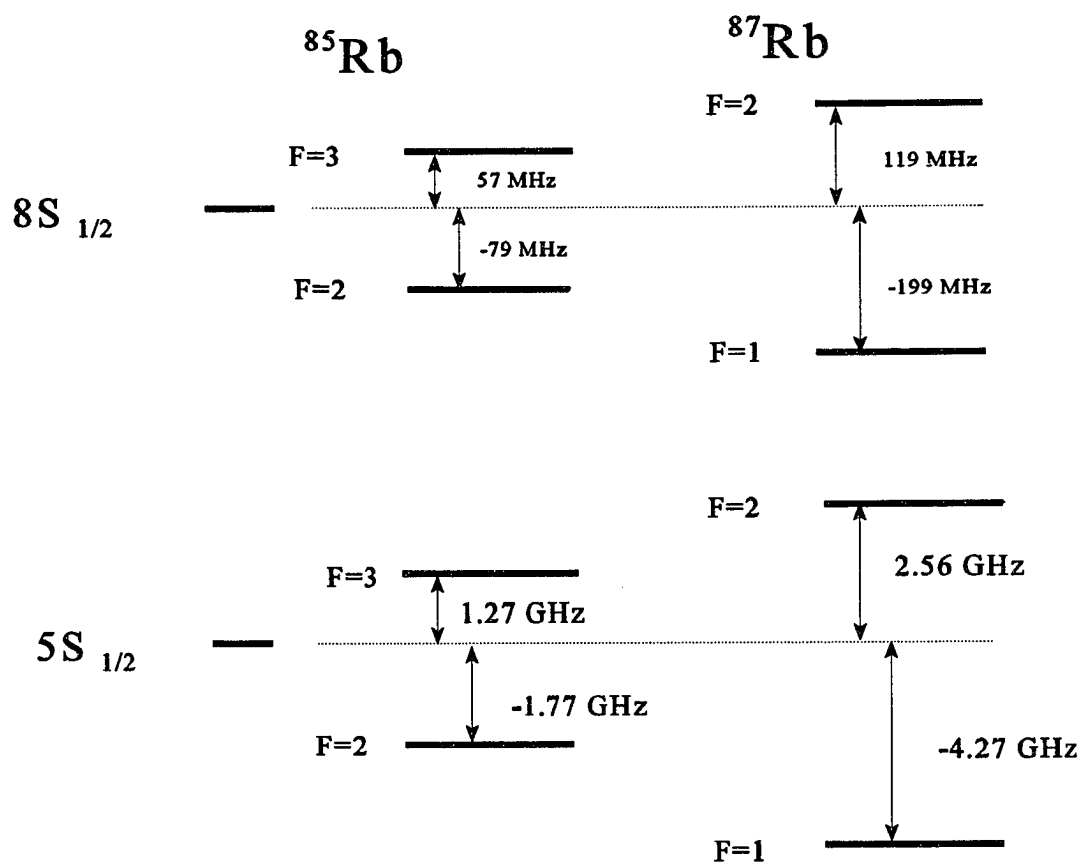 ⁸⁵Rb
⁸⁷Rb
F=2
F=3
119 MHz
57 MHz
8S 1/2
-79 MHz
F=2
-199 MHz
F=1
F=2
2.56 GHz
F=3
1.27 GHz
5S 1/2
-1.77 GHz
F=2
-4.27 GHz
F=1